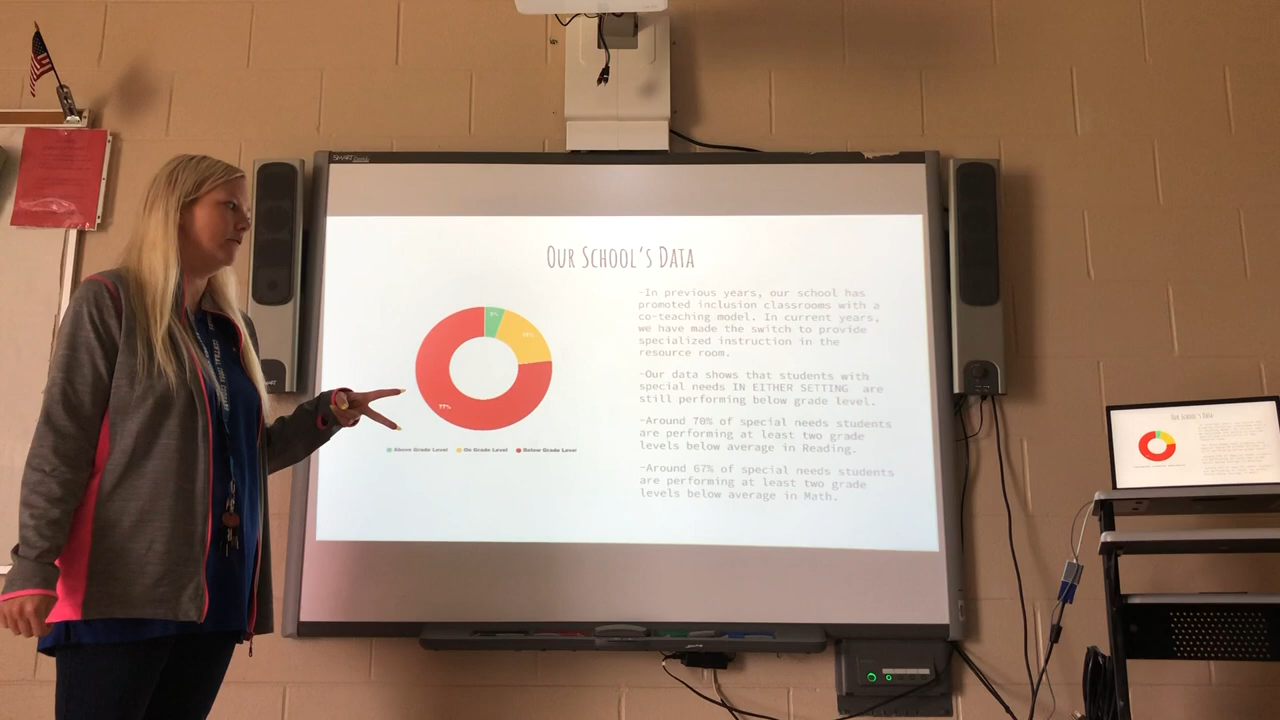 SMART
OUR SCHOOL'S DATA
-In previous years, our school has
promoted inclusion classrooms with a
co-teaching model. In current years,
we have made the switch to provide
specialized instruction in the
resource room.
-Our data shows that students with
special needs IN EITHER SETTING are
still performing below grade level.
-Around 70% of special needs students
are performing at least two grade
levels below average in Reading.
-Around 67% of special needs students
are performing at least two grade
levels below average in Math.
77%
Above Grade Level On Grade Level Below Grade Level
OUR SCHOOL'S DATA